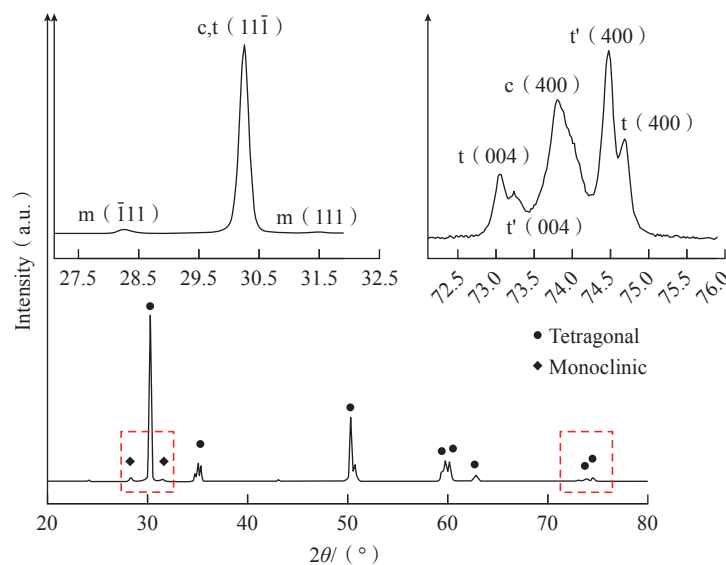 c,t（111̄）
m（1̄11）
m（111）
27.5 28.5 29.5 30.5 31.5 32.5
t'（400）
c（400）
t（400）
t（004）
t'（004）
72.5 73.0 73.5 74.0 74.5 75.0 75.5 76.0
Intensity（a.u.）
● Tetragonal
◆ Monoclinic
20 30 40 50 60 70 80
2θ/（°）